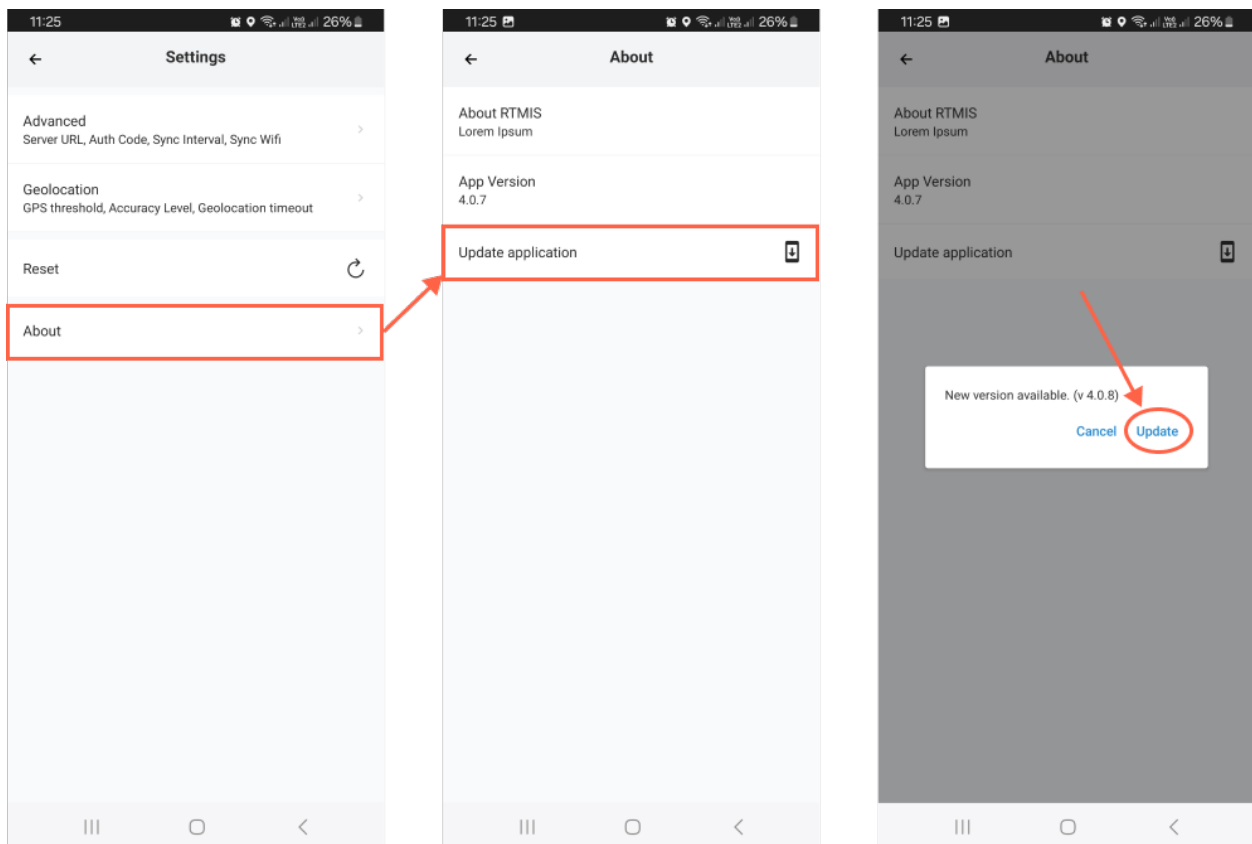 11:25
26%
Settings
Advanced
Server URL, Auth Code, Sync Interval, Sync Wifi
Geolocation
GPS threshold, Accuracy Level, Geolocation timeout
Reset
About
11:25
26%
About
About RTMIS
Lorem Ipsum
App Version
4.0.7
Update application
11:25
26%
About
About RTMIS
Lorem Ipsum
App Version
4.0.7
Update application
New version available. (v 4.0.8)
Cancel Update